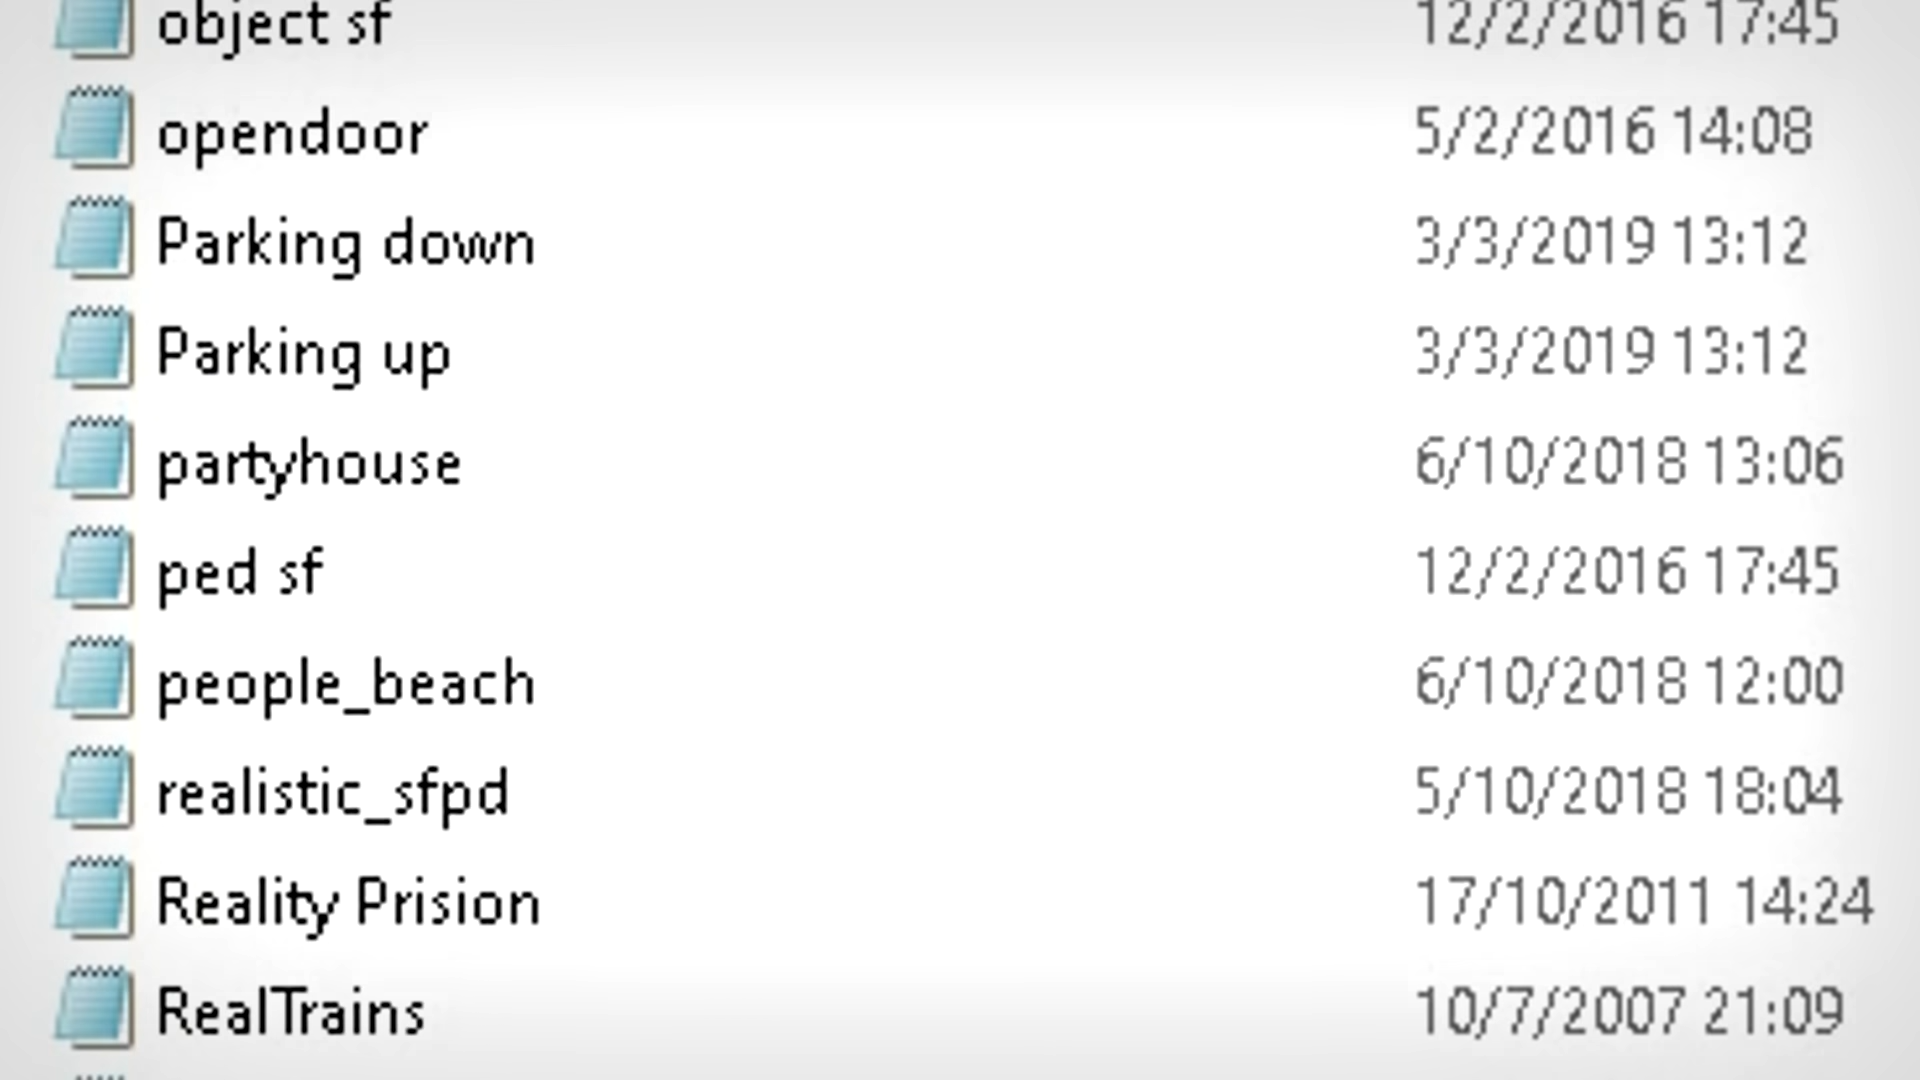 object sf 12/2/2016 17:45
opendoor 5/2/2016 14:08
Parking down 3/3/2019 13:12
Parking up 3/3/2019 13:12
partyhouse 6/10/2018 13:06
ped sf 12/2/2016 17:45
people_beach 6/10/2018 12:00
realistic_sfpd 5/10/2018 18:04
Reality Prision 17/10/2011 14:24
RealTrains 10/7/2007 21:09